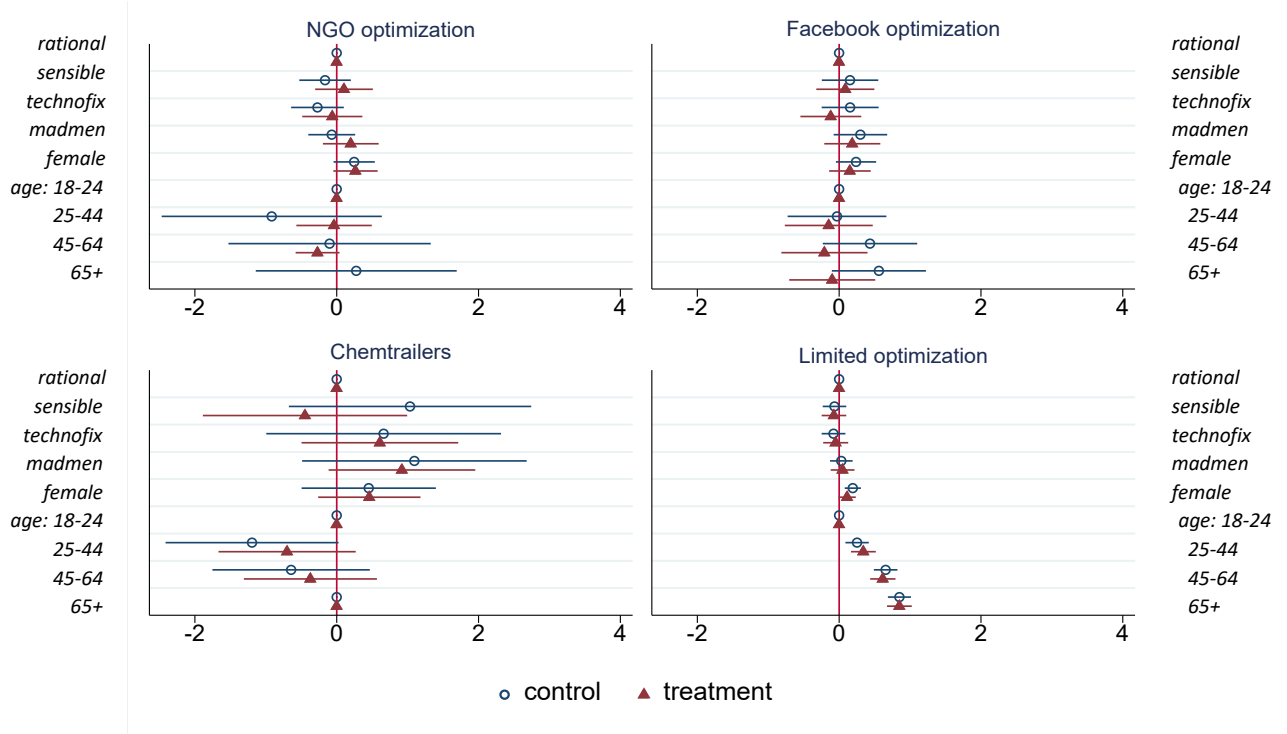 NGO optimization
rational
sensible
technofix
madmen
female
age: 18-24
25-44
45-64
65+
-2 0 2 4
Facebook optimization
rational
sensible
technofix
madmen
female
age: 18-24
25-44
45-64
65+
-2 0 2 4
Chemtrailers
rational
sensible
technofix
madmen
female
age: 18-24
25-44
45-64
65+
-2 0 2 4
Limited optimization
rational
sensible
technofix
madmen
female
age: 18-24
25-44
45-64
65+
-2 0 2 4
control treatment